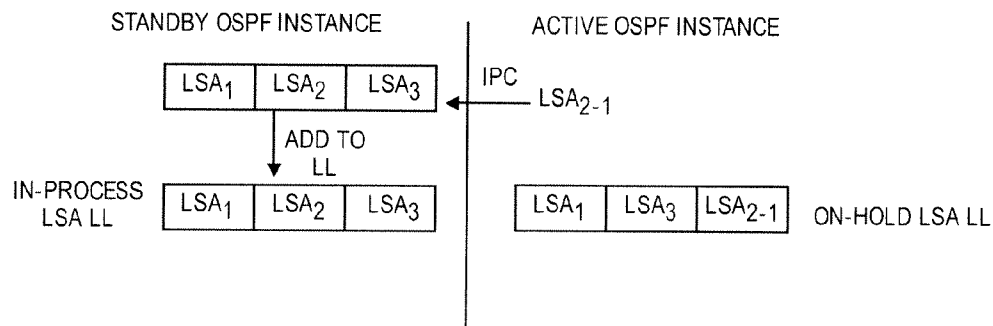 STANDBY OSPF INSTANCE
ACTIVE OSPF INSTANCE
LSA1 LSA2 LSA3
IPC
LSA2-1
ADD TO
LL
IN-PROCESS
LSA LL
LSA1 LSA2 LSA3
LSA1 LSA3 LSA2-1
ON-HOLD LSA LL